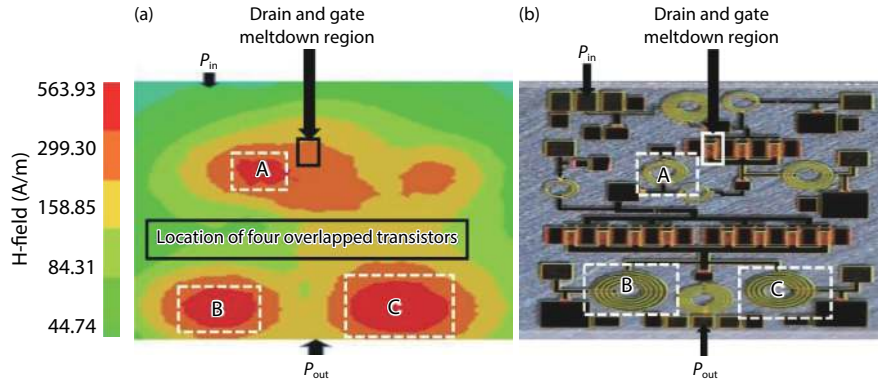 (a)
Drain and gate
meltdown region
Pin
H-field (A/m)
563.93
299.30
158.85
84.31
44.74
A
Location of four overlapped transistors
B
C
Pout
(b)
Drain and gate
meltdown region
Pin
A
B
C
Pout